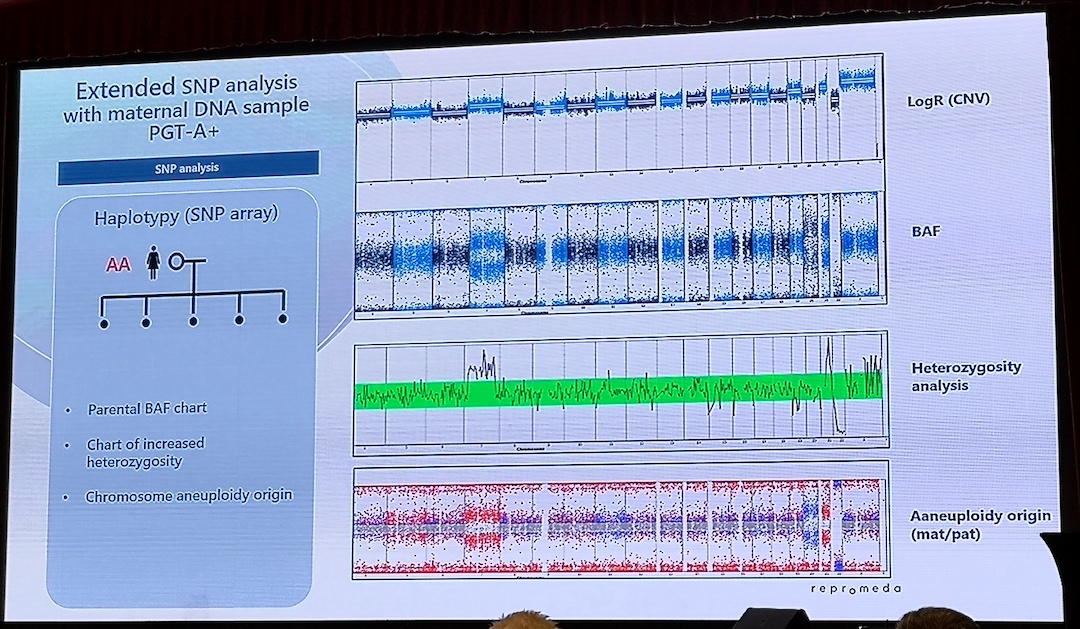 Extended SNP analysis
with maternal DNA sample
PGT-A+
SNP analysis
Haplotypy (SNP array)
AA
• Parental BAF chart
• Chart of increased
heterozygosity
• Chromosome aneuploidy origin
LogR (CNV)
Chromosome
BAF
Chromosome
Heterozygosity
analysis
Chromosome
Aaneuploidy origin
(mat/pat)
Chromosome
repromeda